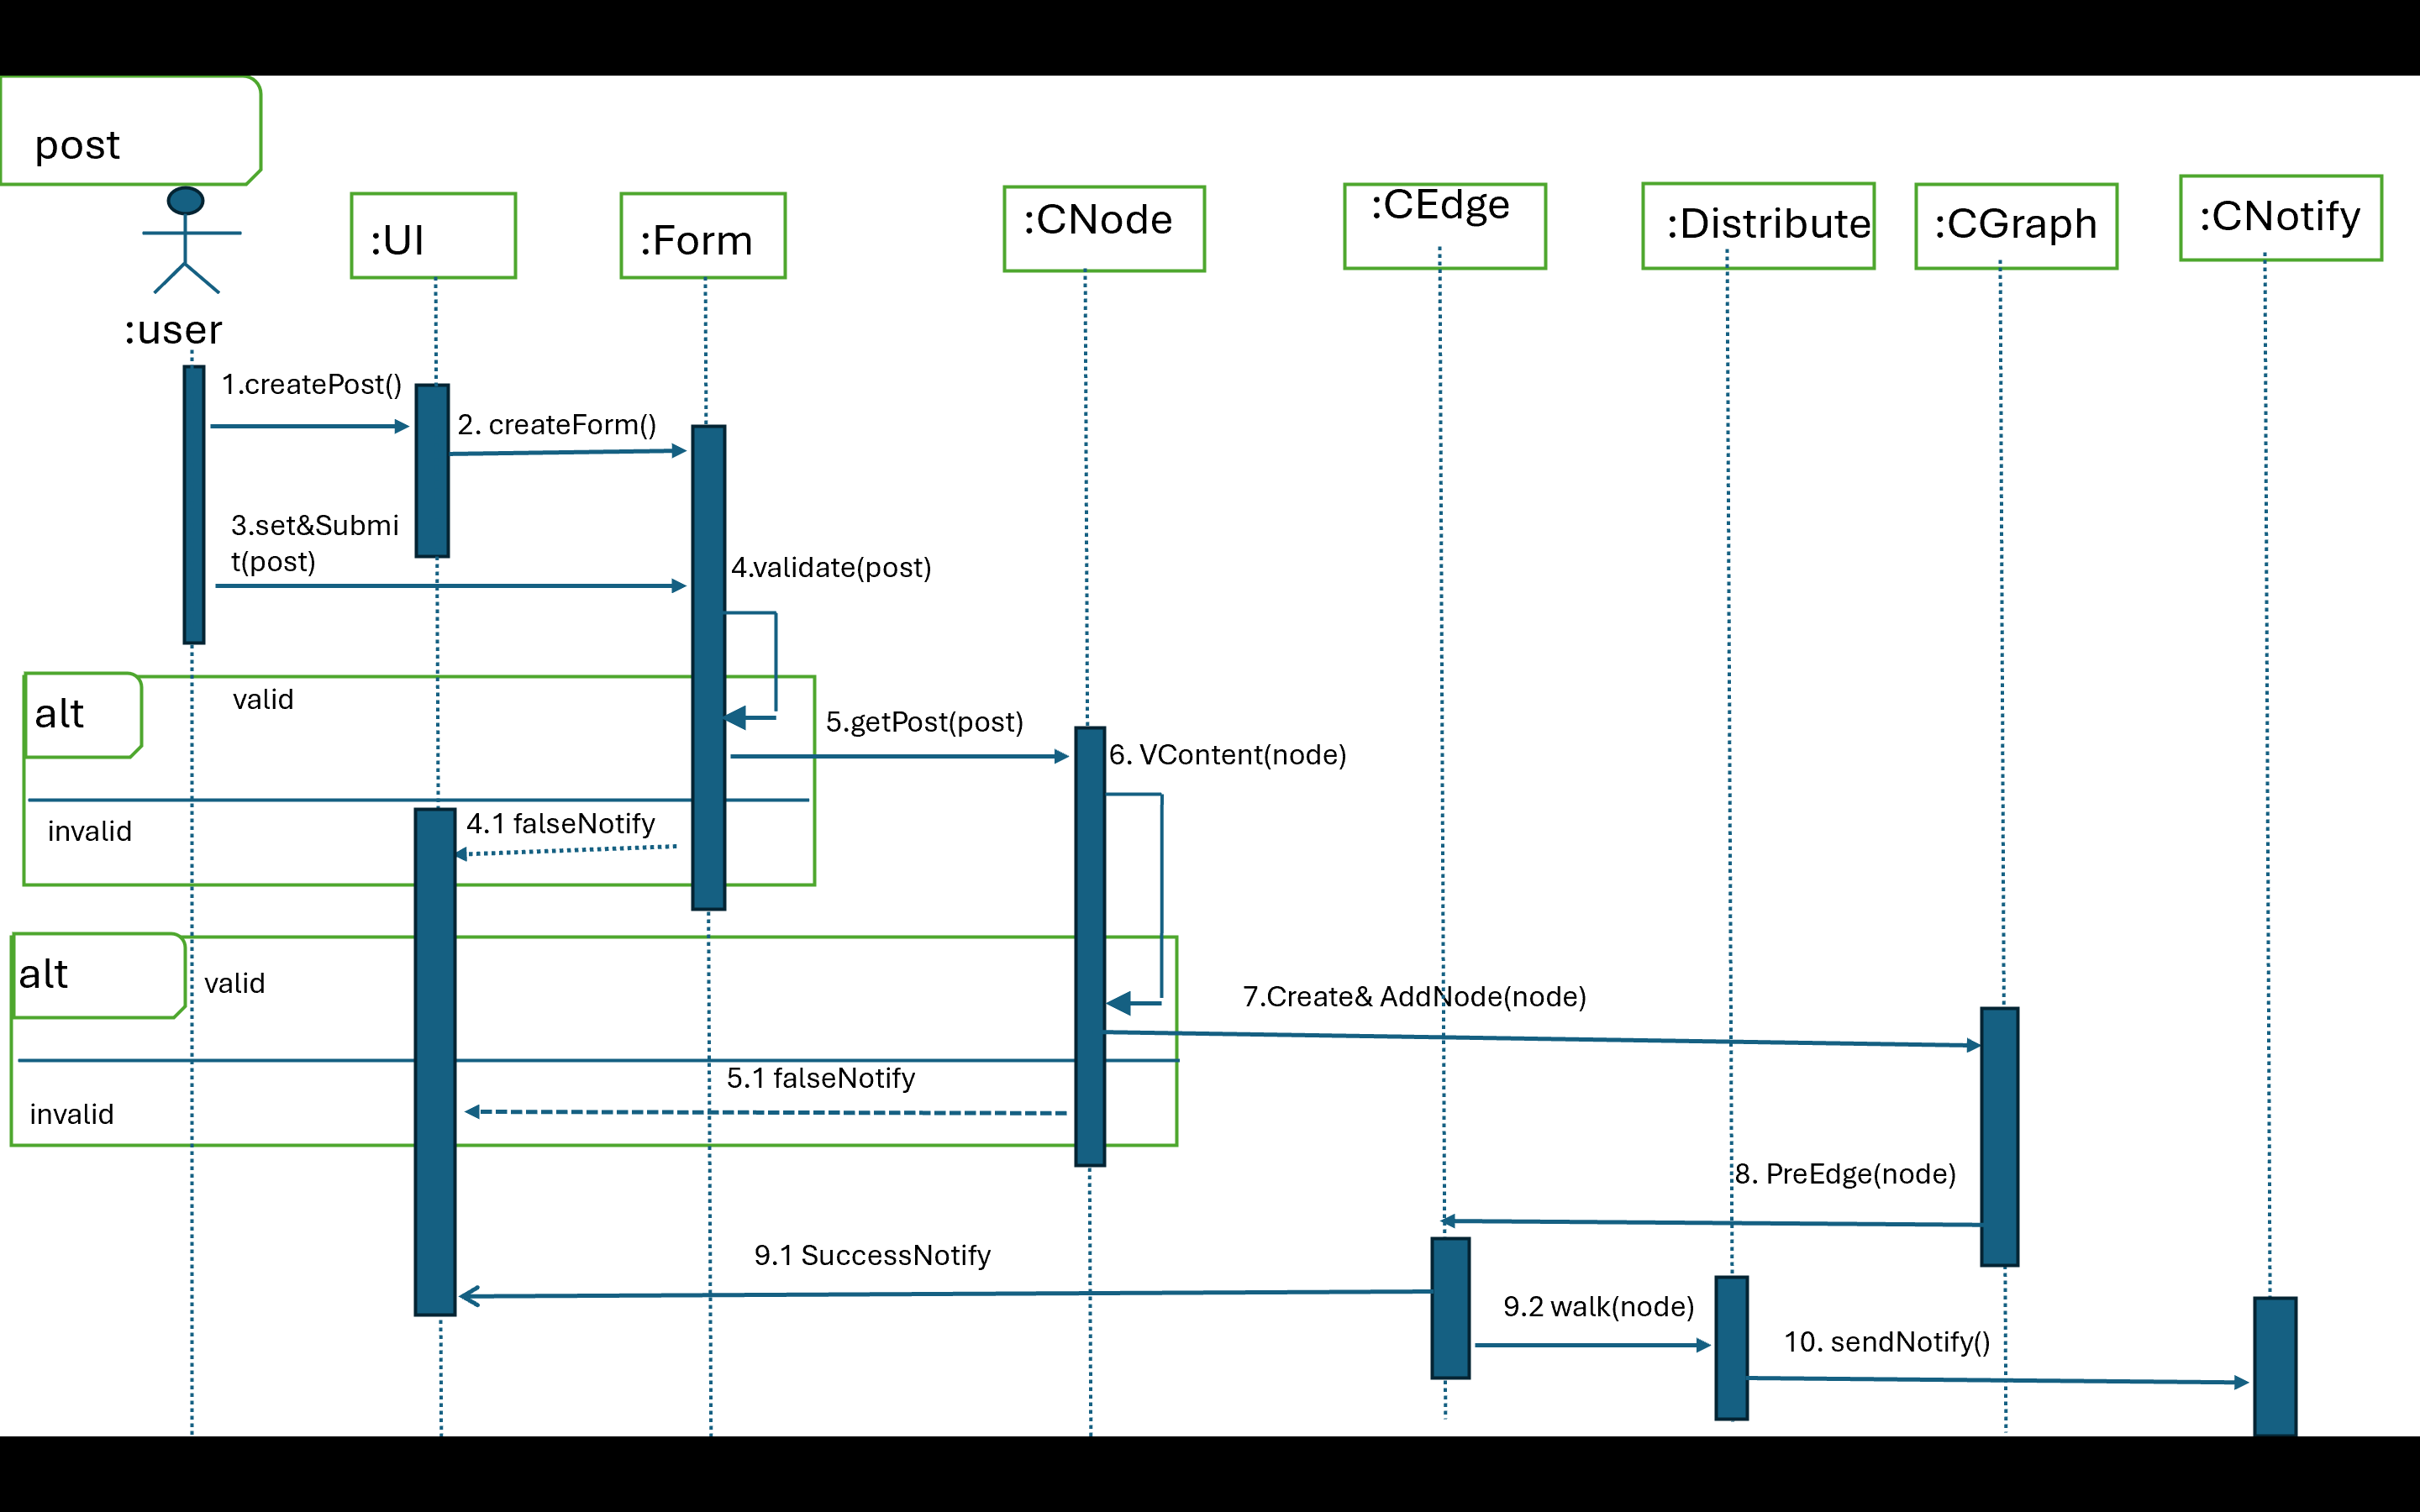 post
:user
:UI
:Form
:CNode
:CEdge
:Distribute
:CGraph
:CNotify
1.createPost()
2. createForm()
3.set&Submi
t(post)
4.validate(post)
alt
valid
5.getPost(post)
6. VContent(node)
invalid
4.1 falseNotify
alt
valid
7.Create& AddNode(node)
5.1 falseNotify
invalid
8. PreEdge(node)
9.1 SuccessNotify
9.2 walk(node)
10. sendNotify()